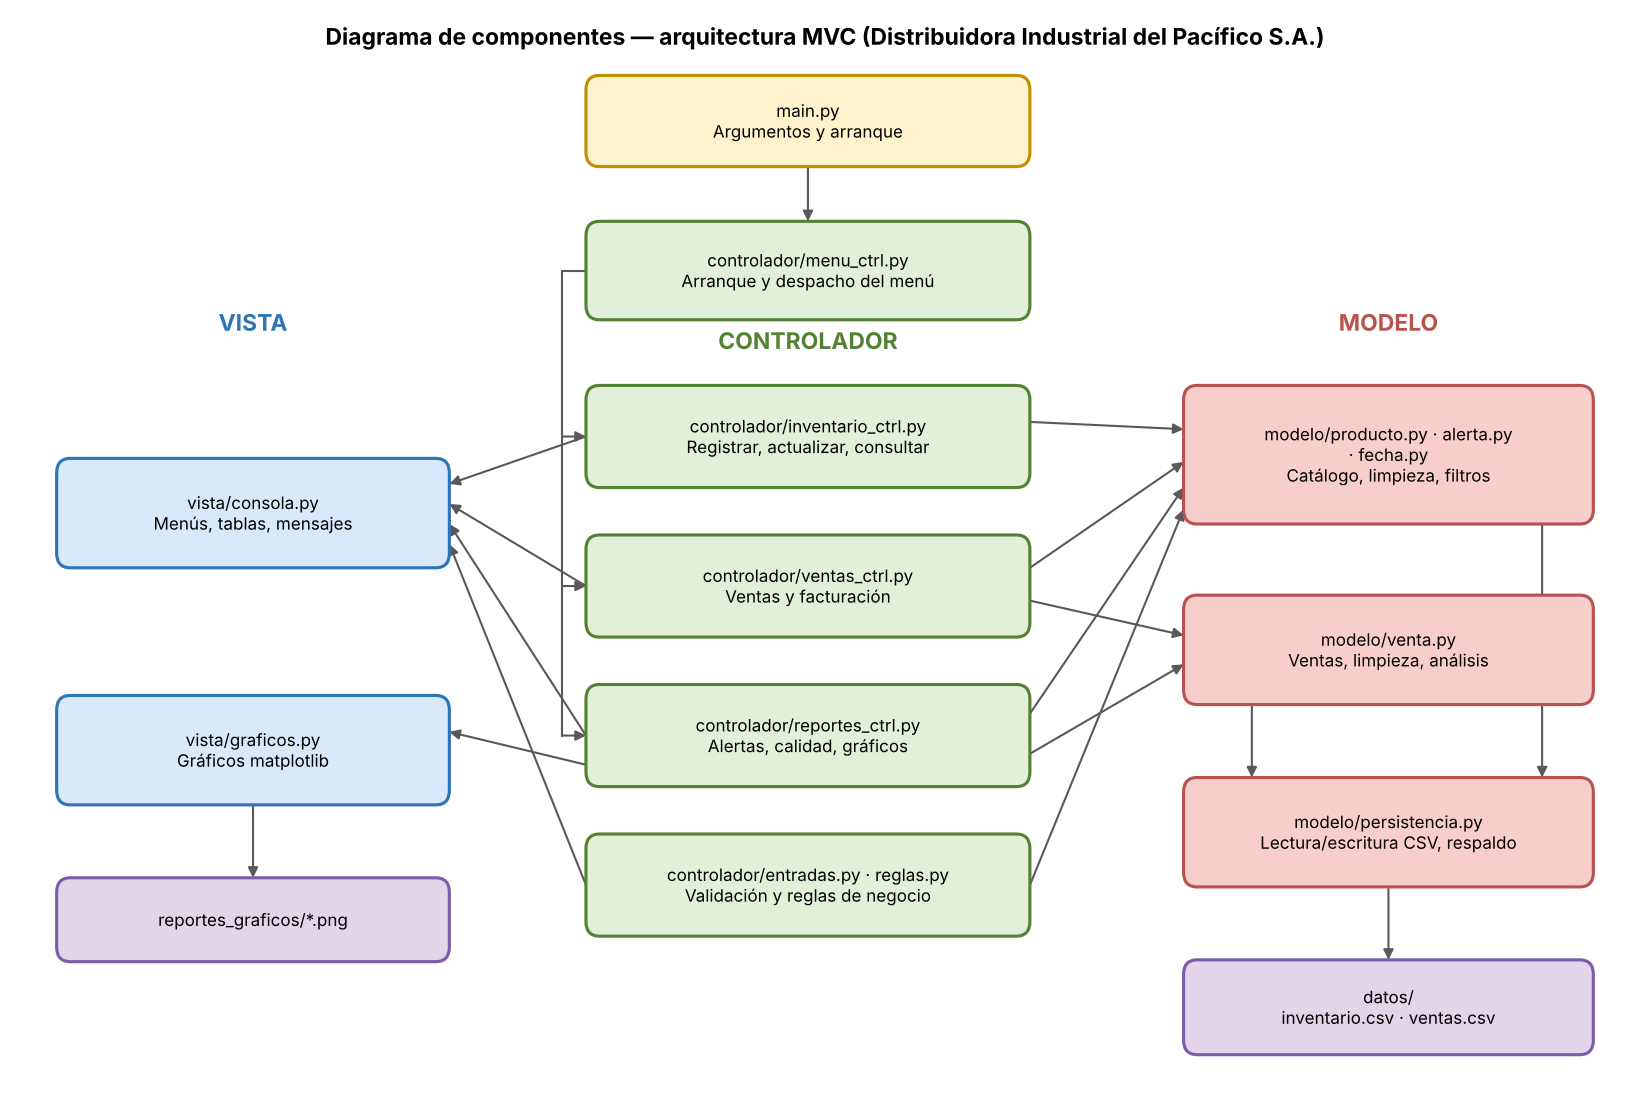 Diagrama de componentes — arquitectura MVC (Distribuidora Industrial del Pacífico S.A.)
main.py
Argumentos y arranque
controlador/menu_ctrl.py
Arranque y despacho del menú
VISTA
CONTROLADOR
MODELO
controlador/inventario_ctrl.py
Registrar, actualizar, consultar
modelo/producto.py · alerta.py
· fecha.py
Catálogo, limpieza, filtros
vista/consola.py
Menús, tablas, mensajes
controlador/ventas_ctrl.py
Ventas y facturación
modelo/venta.py
Ventas, limpieza, análisis
vista/graficos.py
Gráficos matplotlib
controlador/reportes_ctrl.py
Alertas, calidad, gráficos
modelo/persistencia.py
Lectura/escritura CSV, respaldo
controlador/entradas.py · reglas.py
Validación y reglas de negocio
reportes_graficos/*.png
datos/
inventario.csv · ventas.csv